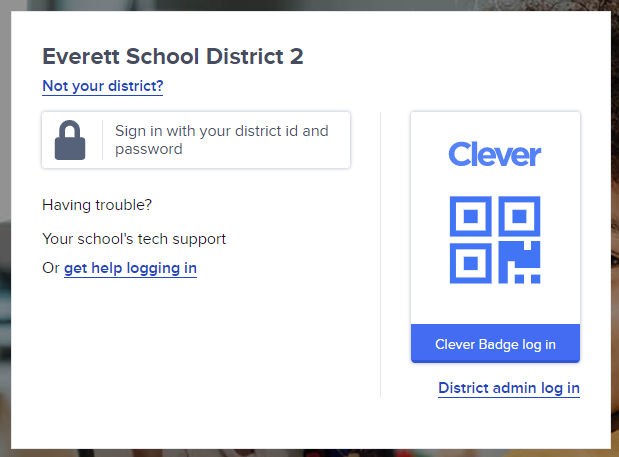 Everett School District 2
Not your district?
Sign in with your district id and
password
Having trouble?
Your school's tech support
Or get help logging in
Clever
Clever Badge log in
District admin log in